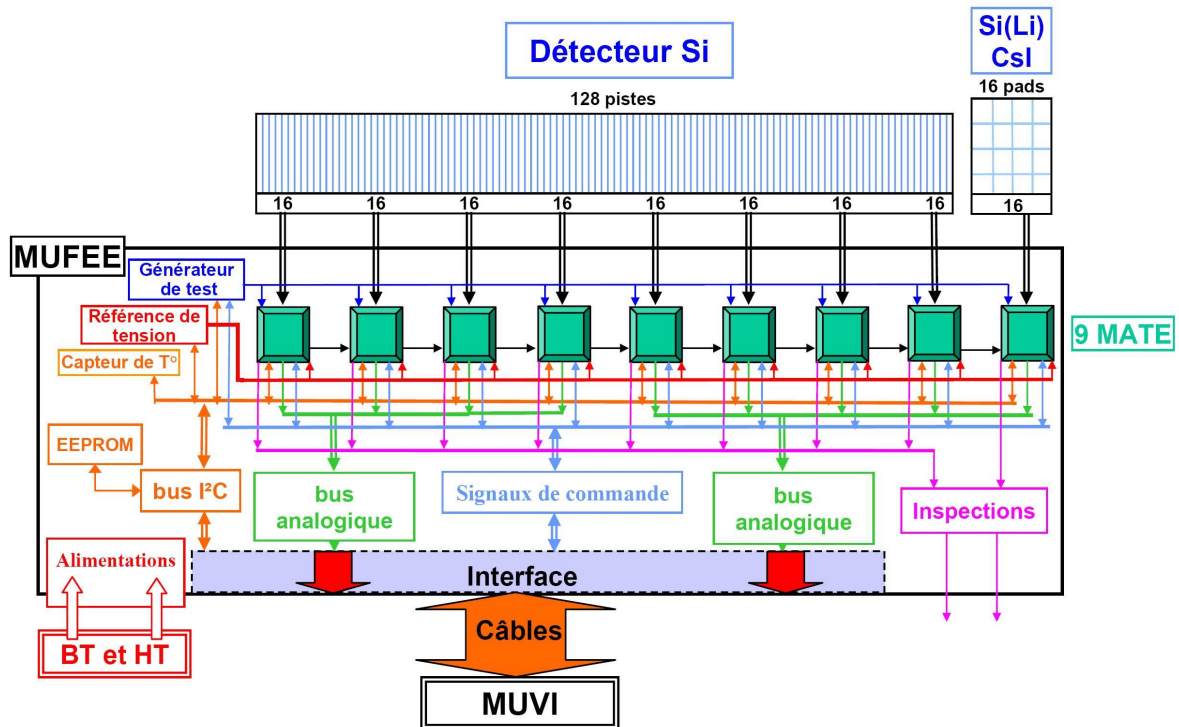 Détecteur Si
Si(Li)
CsI
128 pistes
16 pads
16 16 16 16 16 16 16 16
16
MUFEE
Générateur
de test
Référence de
tension
Capteur de T°
9 MATE
EEPROM
bus I²C
bus
analogique
Signaux de commande
bus
analogique
Inspections
Alimentations
Interface
Câbles
BT et HT
MUVI